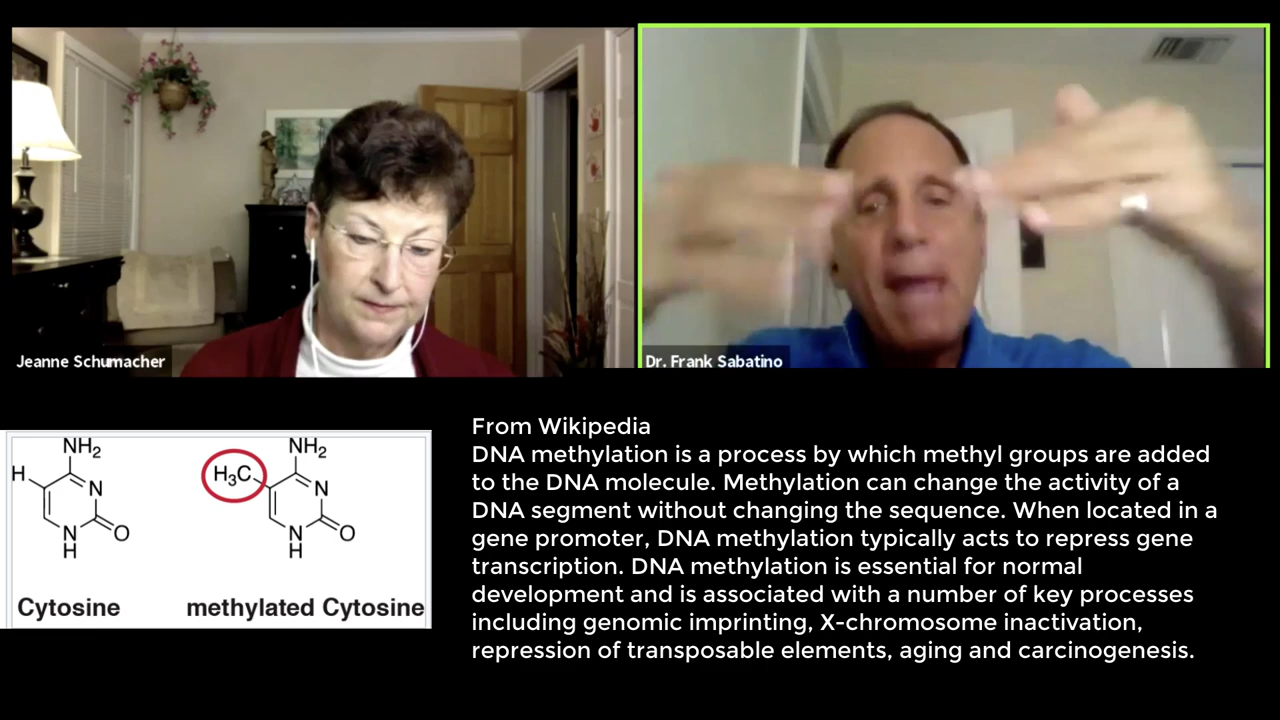 Jeanne Schumacher
Dr. Frank Sabatino
NH₂
H
N
N
H
O
Cytosine
NH₂
H₃C
N
N
H
O
methylated Cytosine
From Wikipedia
DNA methylation is a process by which methyl groups are added
to the DNA molecule. Methylation can change the activity of a
DNA segment without changing the sequence. When located in a
gene promoter, DNA methylation typically acts to repress gene
transcription. DNA methylation is essential for normal
development and is associated with a number of key processes
including genomic imprinting, X-chromosome inactivation,
repression of transposable elements, aging and carcinogenesis.